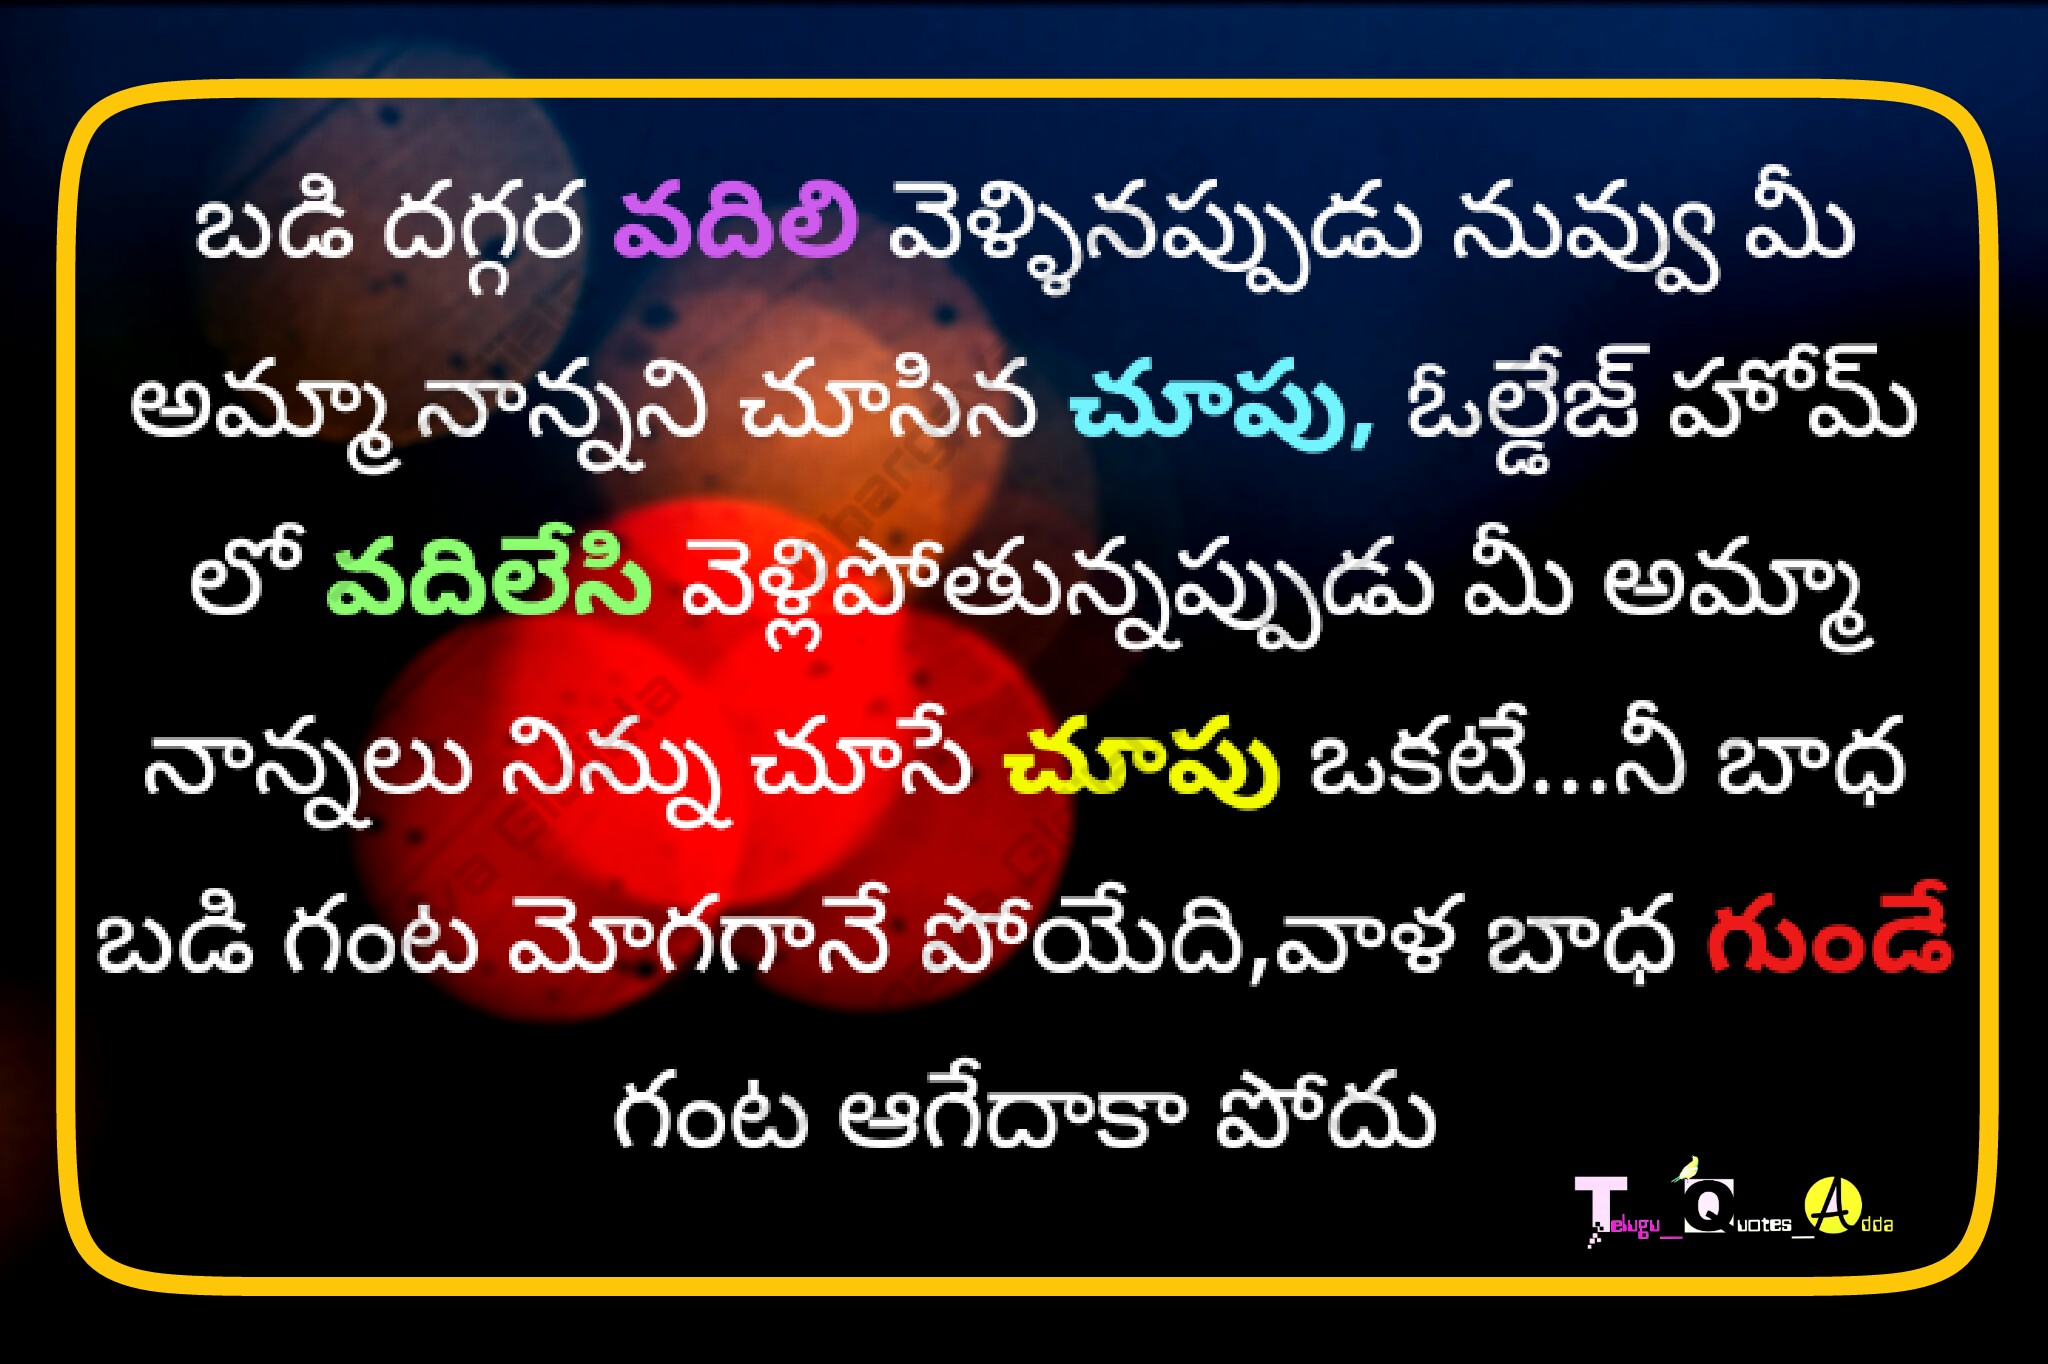 బడి దగ్గర వదిలి వెళ్ళినప్పుడు నువ్వు మీ
అమ్మా నాన్నని చూసిన చూపు, ఓల్డేజ్ హోమ్
లో వదిలేసి వెళ్లిపోతున్నప్పుడు మీ అమ్మా
నాన్నలు నిన్ను చూసే చూపు ఒకటే...నీ బాధ
బడి గంట మోగగానే పోయేది,వాళ బాధ గుండే
గంట ఆగేదాకా పోదు
Telugu_Quotes_Adda